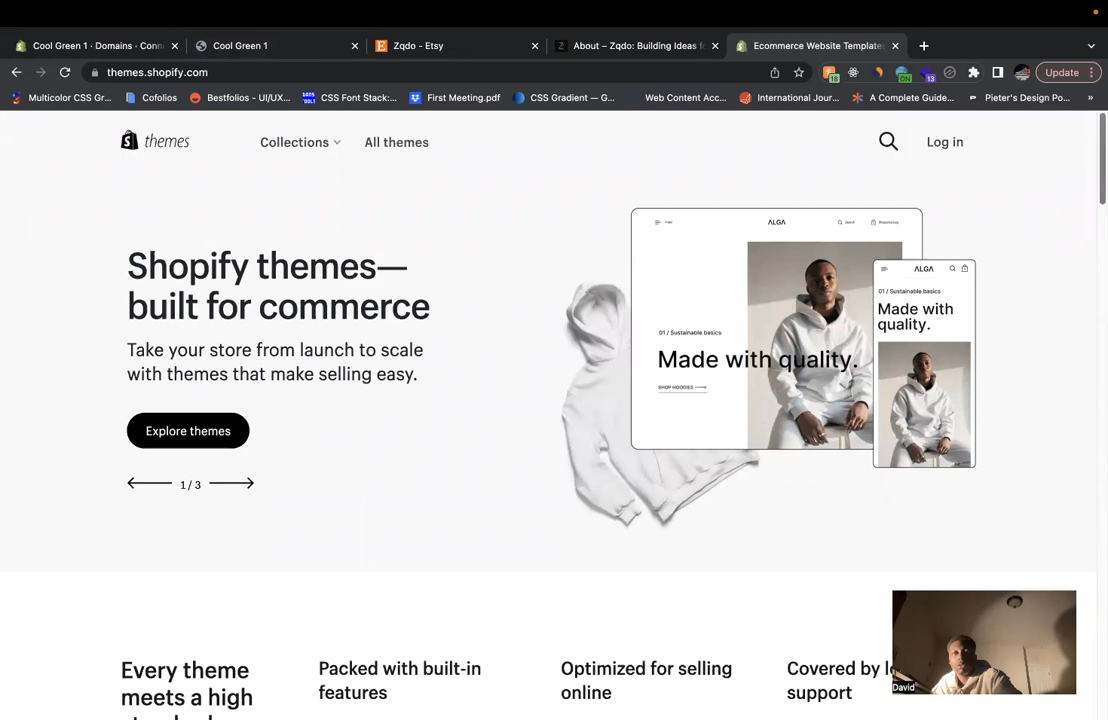 Cool Green 1 · Domains · Conn
Cool Green 1
Zqdo - Etsy
About – Zqdo: Building Ideas f
Ecommerce Website Template
themes.shopify.com
18
ON
13
Update
Multicolor CSS Gr...
Cofolios
Bestfolios - UI/UX...
CSS Font Stack:...
First Meeting.pdf
CSS Gradient — G...
Web Content Acc...
International Jour...
A Complete Guide...
Pieter's Design Po...
»
themes
Collections
All themes
Log in
Shopify themes—
built for commerce
Take your store from launch to scale
with themes that make selling easy.
Explore themes
1 / 3
ALGA
Search
01 / Sustainable basics
Made with quality.
SHOP HOODIES
ALGA
01 / Sustainable basics
Made with
quality.
Every theme
meets a high
Packed with built-in
features
Optimized for selling
online
Covered by
support
David